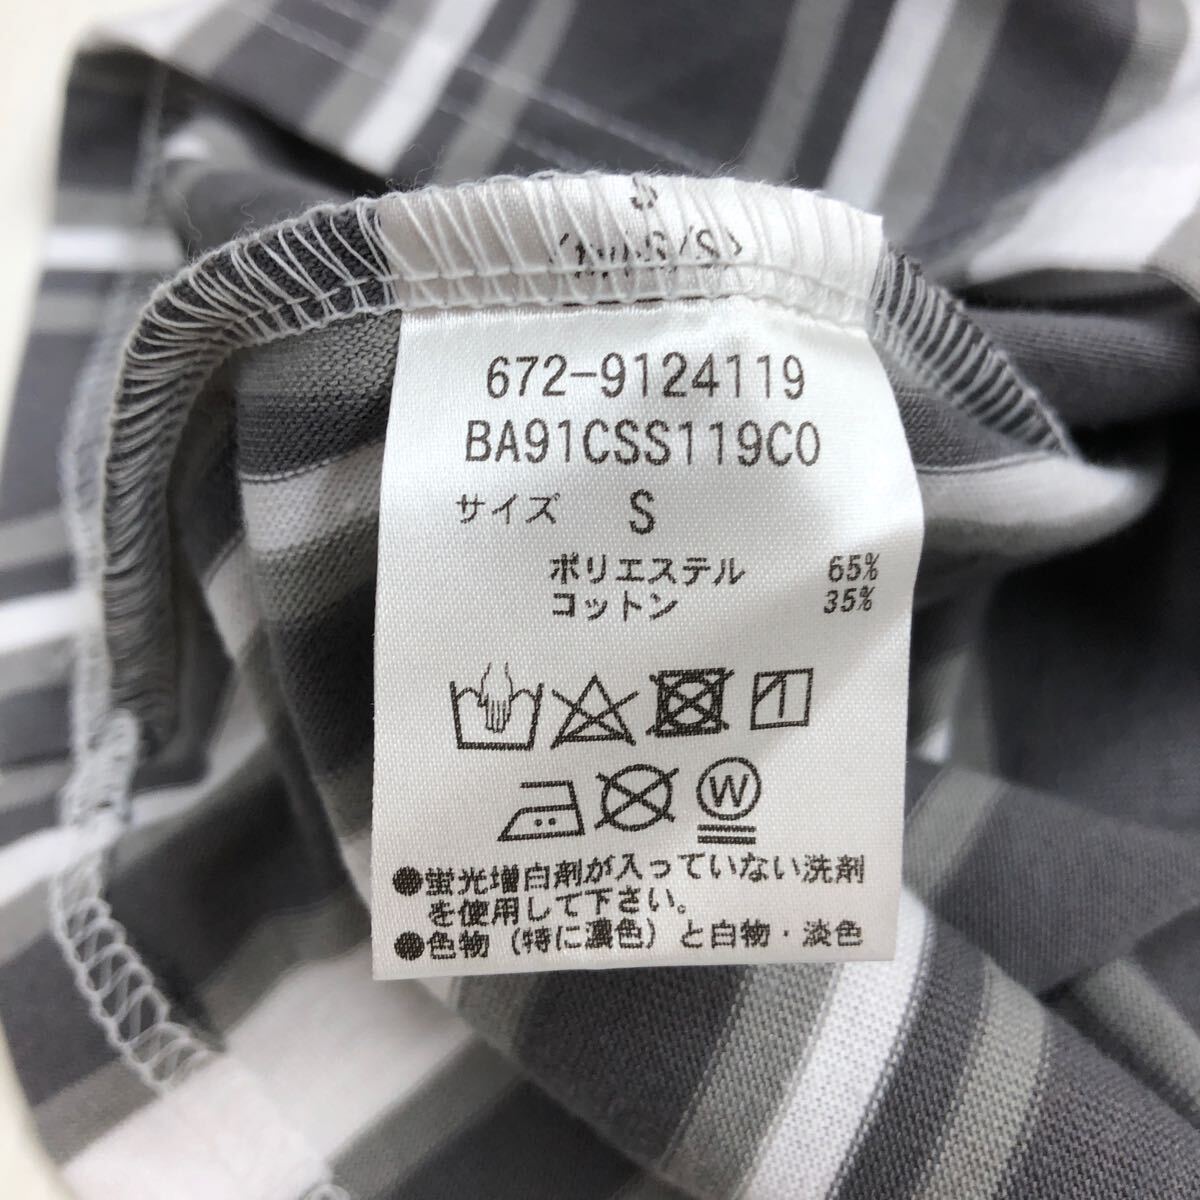 S
672-9124119
BA91CSS119CO
サイズ S
ポリエステル 65%
コットン 35%
W
●蛍光増白剤が入っていない洗剤
を使用して下さい。
●色物(特に濃色)と白物・淡色